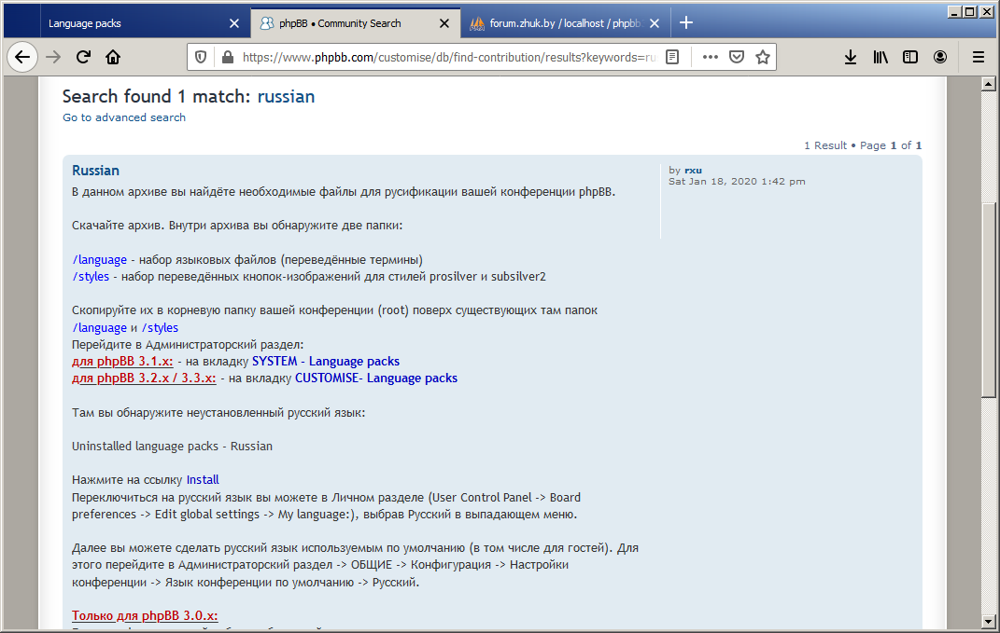 Language packs
phpBB • Community Search
forum.zhuk.by / localhost / phpbb
https://www.phpbb.com/customise/db/find-contribution/results?keywords=ru
Search found 1 match: russian
Go to advanced search
1 Result • Page 1 of 1
Russian
by rxu
Sat Jan 18, 2020 1:42 pm
В данном архиве вы найдёте необходимые файлы для русификации вашей конференции phpBB.
Скачайте архив. Внутри архива вы обнаружите две папки:
/language - набор языковых файлов (переведённые термины)
/styles - набор переведённых кнопок-изображений для стилей prosilver и subsilver2
Скопируйте их в корневую папку вашей конференции (root) поверх существующих там папок
/language и /styles
Перейдите в Администраторский раздел:
для phpBB 3.1.x: - на вкладку SYSTEM - Language packs
для phpBB 3.2.x / 3.3.x: - на вкладку CUSTOMISE- Language packs
Там вы обнаружите неустановленный русский язык:
Uninstalled language packs - Russian
Нажмите на ссылку Install
Переключиться на русский язык вы можете в Личном разделе (User Control Panel -> Board
preferences -> Edit global settings -> My language:), выбрав Русский в выпадающем меню.
Далее вы можете сделать русский язык используемым по умолчанию (в том числе для гостей). Для
этого перейдите в Администраторский раздел -> ОБЩИЕ -> Конфигурация -> Настройки
конференции -> Язык конференции по умолчанию -> Русский.
Только для phpBB 3.0.x: